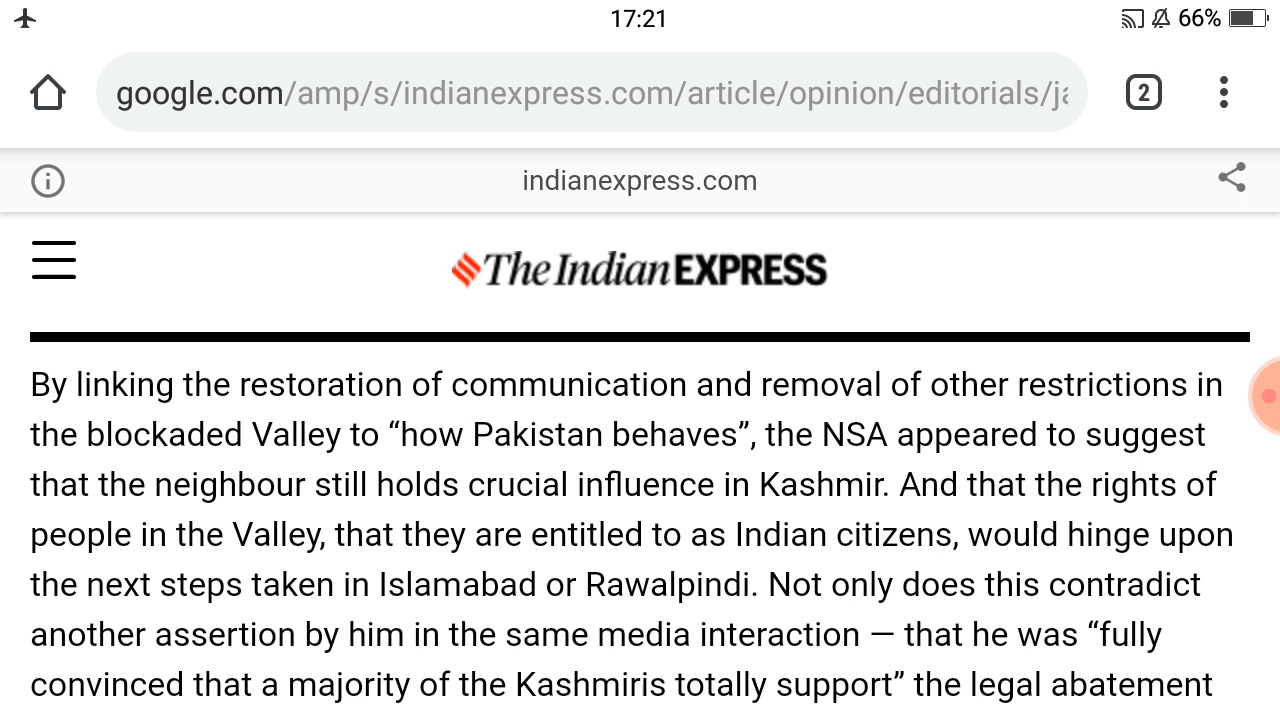 17:21
66%
google.com/amp/s/indianexpress.com/article/opinion/editorials/ja
2
indianexpress.com
The Indian EXPRESS
By linking the restoration of communication and removal of other restrictions in
the blockaded Valley to “how Pakistan behaves”, the NSA appeared to suggest
that the neighbour still holds crucial influence in Kashmir. And that the rights of
people in the Valley, that they are entitled to as Indian citizens, would hinge upon
the next steps taken in Islamabad or Rawalpindi. Not only does this contradict
another assertion by him in the same media interaction — that he was “fully
convinced that a majority of the Kashmiris totally support” the legal abatement